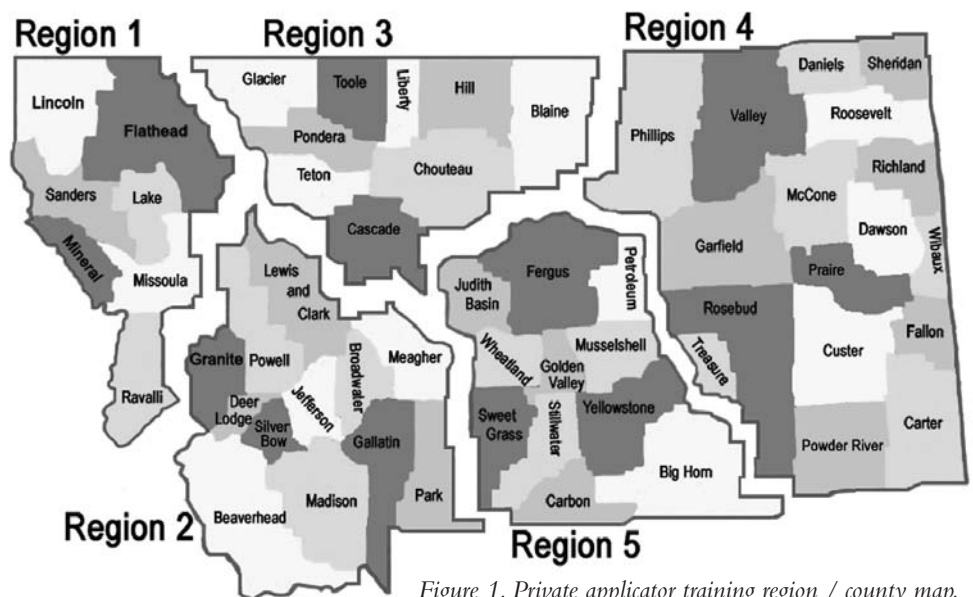 Region 1
Region 3
Region 4
Lincoln
Flathead
Sanders
Lake
Mineral
Missoula
Ravalli
Glacier
Toole
Liberty
Hill
Blaine
Pondera
Teton
Chouteau
Cascade
Phillips
Valley
Daniels
Sheridan
Roosevelt
Richland
McCone
Dawson
Wibaux
Garfield
Praire
Rosebud
Treasure
Custer
Fallon
Powder River
Carter
Lewis
and
Clark
Granite
Powell
Broadwater
Meagher
Deer
Lodge
Silver
Bow
Jefferson
Gallatin
Park
Madison
Beaverhead
Region 2
Judith
Basin
Fergus
Petroleum
Wheatland
Golden
Valley
Musselshell
Sweet
Grass
Stillwater
Yellowstone
Carbon
Big Horn
Region 5
Figure 1. Private applicator training region / county map.